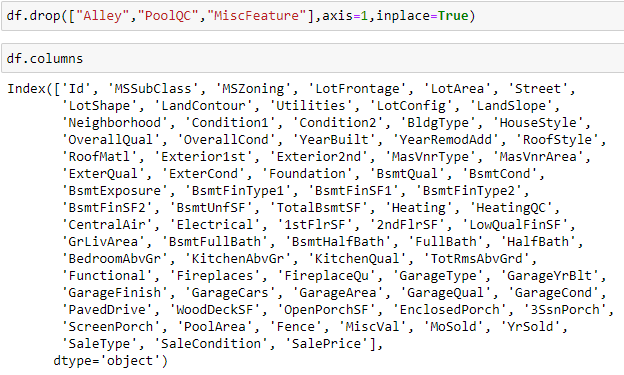 df.drop(["Alley","PoolQC","MiscFeature"],axis=1,inplace=True)
df.columns
Index(['Id', 'MSSubClass', 'MSZoning', 'LotFrontage', 'LotArea', 'Street',
'LotShape', 'LandContour', 'Utilities', 'LotConfig', 'LandSlope',
'Neighborhood', 'Condition1', 'Condition2', 'BldgType', 'HouseStyle',
'OverallQual', 'OverallCond', 'YearBuilt', 'YearRemodAdd', 'RoofStyle',
'RoofMatl', 'Exterior1st', 'Exterior2nd', 'MasVnrType', 'MasVnrArea',
'ExterQual', 'ExterCond', 'Foundation', 'BsmtQual', 'BsmtCond',
'BsmtExposure', 'BsmtFinType1', 'BsmtFinSF1', 'BsmtFinType2',
'BsmtFinSF2', 'BsmtUnfSF', 'TotalBsmtSF', 'Heating', 'HeatingQC',
'CentralAir', 'Electrical', '1stFlrSF', '2ndFlrSF', 'LowQualFinSF',
'GrLivArea', 'BsmtFullBath', 'BsmtHalfBath', 'FullBath', 'HalfBath',
'BedroomAbvGr', 'KitchenAbvGr', 'KitchenQual', 'TotRmsAbvGrd',
'Functional', 'Fireplaces', 'FireplaceQu', 'GarageType', 'GarageYrBlt',
'GarageFinish', 'GarageCars', 'GarageArea', 'GarageQual', 'GarageCond',
'PavedDrive', 'WoodDeckSF', 'OpenPorchSF', 'EnclosedPorch', '3SsnPorch',
'ScreenPorch', 'PoolArea', 'Fence', 'MiscVal', 'MoSold', 'YrSold',
'SaleType', 'SaleCondition', 'SalePrice'],
dtype='object')